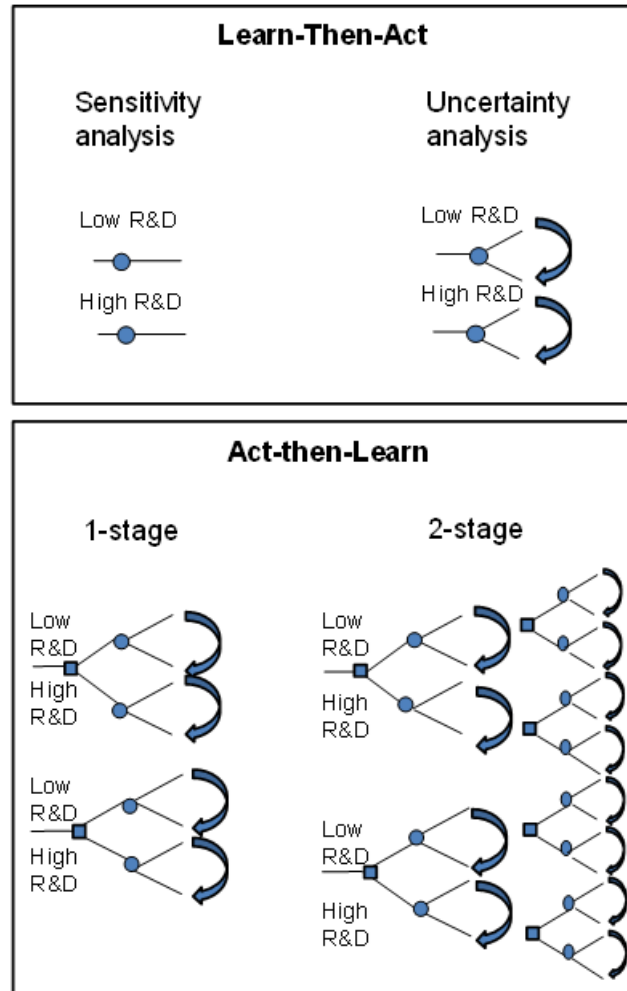 Learn-Then-Act
Sensitivity
analysis
Uncertainty
analysis
Low R&D
High R&D
Low R&D
High R&D
Act-then-Learn
1-stage
2-stage
Low
R&D
High
R&D
Low
R&D
High
R&D
Low
R&D
High
R&D
Low
R&D
High
R&D